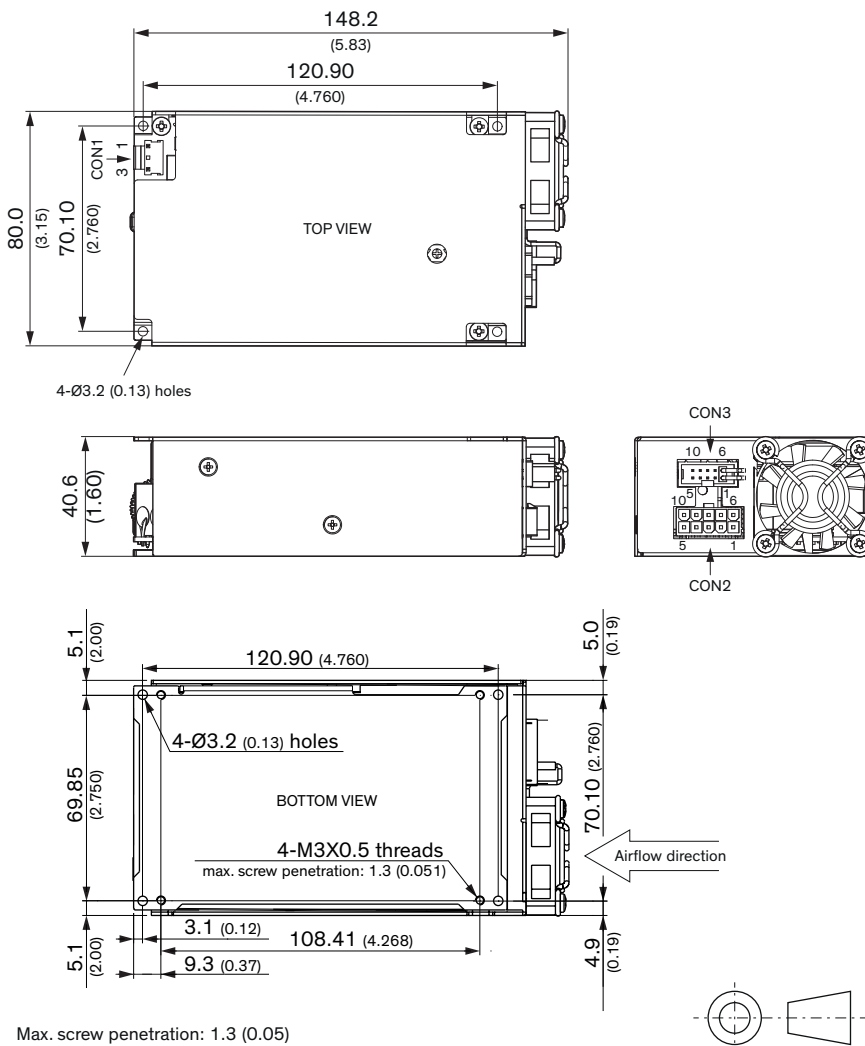 148.2
(5.83)
120.90
(4.760)
80.0
(3.15)
70.10
(2.760)
CON1
1
3
TOP VIEW
4-Ø3.2 (0.13) holes
40.6
(1.60)
CON3
10 6
5 1
10 6
5 1
CON2
5.1
(2.00)
120.90 (4.760)
5.0
(0.19)
4-Ø3.2 (0.13) holes
69.85
(2.750)
BOTTOM VIEW
70.10 (2.760)
4-M3X0.5 threads
max. screw penetration: 1.3 (0.051)
Airflow direction
3.1 (0.12)
108.41 (4.268)
9.3 (0.37)
5.1
(2.00)
4.9
(0.19)
Max. screw penetration: 1.3 (0.05)